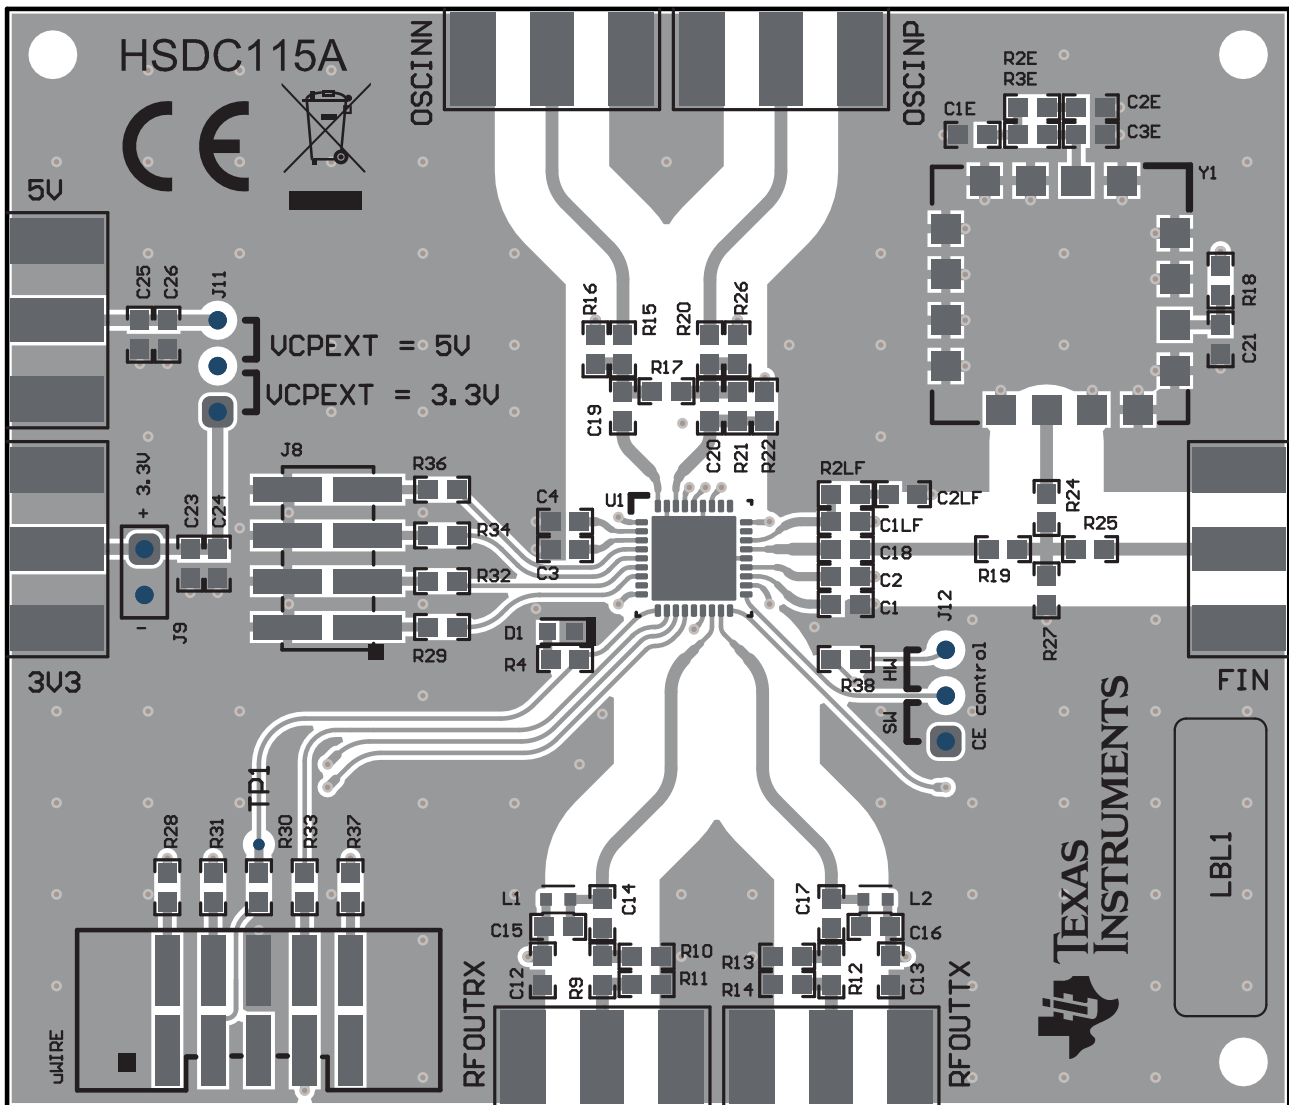 HSDC115A
OSCINN
OSCINP
R2E
R3E
C1E
C2E
C3E
Y1
5V
C25
C26
J11
VCPEXT = 5V
VCPEXT = 3.3V
R16
R15
R20
R26
R17
R18
C21
C19
C20
R21
R22
+ 3.3V
C23
C24
J8
R36
R34
R32
R29
C4
C3
U1
R2LF
C2LF
C1LF
C18
C2
C1
R24
R25
R19
R27
J9
-
D1
R4
R38
J12
HW
SW
CE Control
3V3
FIN
TP1
R28
R31
R30
R33
R37
L1
C14
C15
C12
R9
R10
R11
C17
L2
C16
C13
R13
R14
R12
TEXAS
INSTRUMENTS
LBL1
uWIRE
RFOUTRX
RFOUTTX